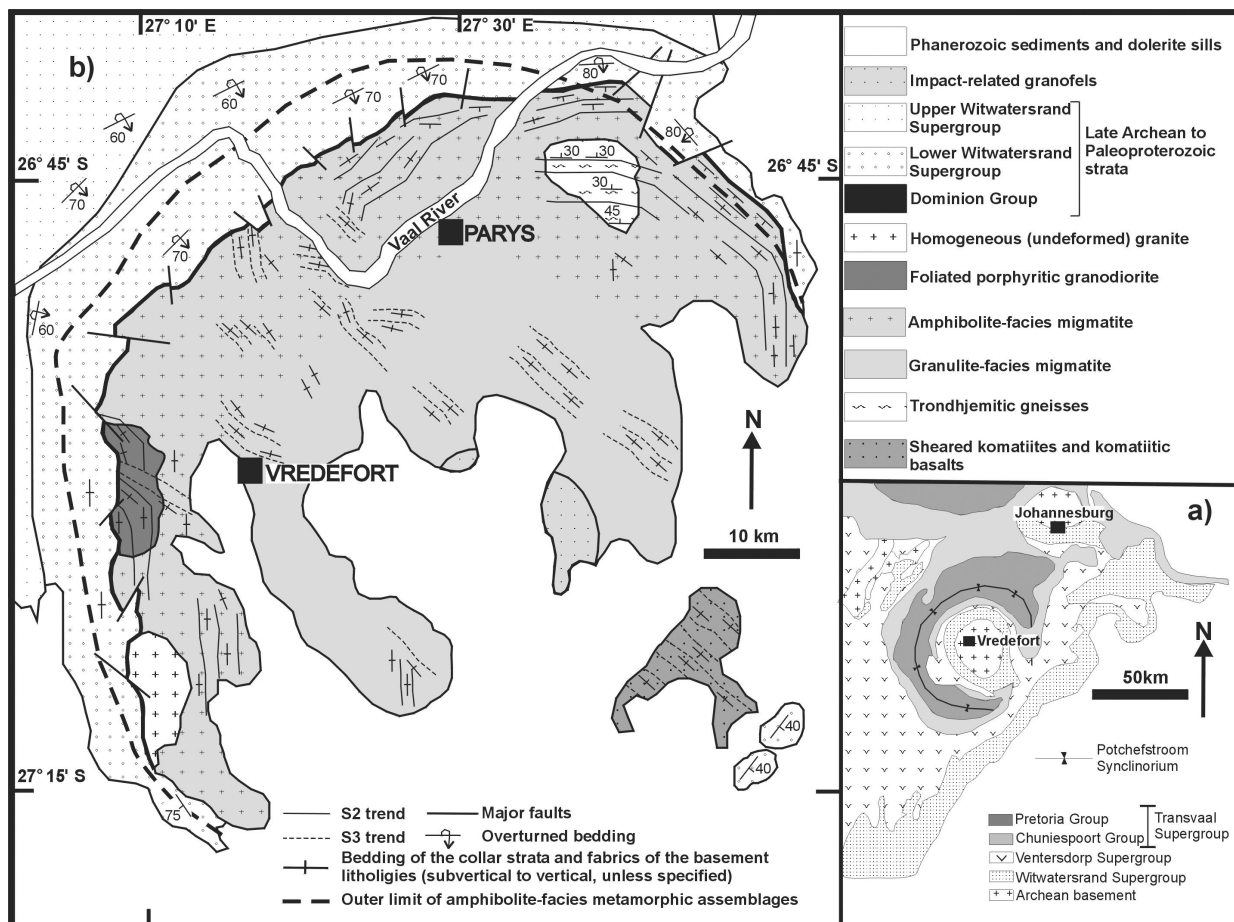 b)
27° 10' E
27° 30' E
60
70
60
70
80
60
70
80
26° 45' S
26° 45' S
70
60
30
30
30
45
Vaal River
PARYS
VREDEFORT
N
10 km
40
40
75
27° 15' S
S2 trend
Major faults
S3 trend
Overturned bedding
Bedding of the collar strata and fabrics of the basement
litholigies (subvertical to vertical, unless specified)
Outer limit of amphibolite-facies metamorphic assemblages
Phanerozoic sediments and dolerite sills
Impact-related granofels
Upper Witwatersrand
Supergroup
Lower Witwatersrand
Supergroup
Dominion Group
Late Archean to
Paleoproterozoic
strata
Homogeneous (undeformed) granite
Foliated porphyritic granodiorite
Amphibolite-facies migmatite
Granulite-facies migmatite
Trondhjemitic gneisses
Sheared komatiites and komatiitic
basalts
a)
Johannesburg
Vredefort
N
50km
Potchefstroom
Synclinorium
Pretoria Group
Chuniespoort Group
Transvaal
Supergroup
Ventersdorp Supergroup
Witwatersrand Supergroup
Archean basement